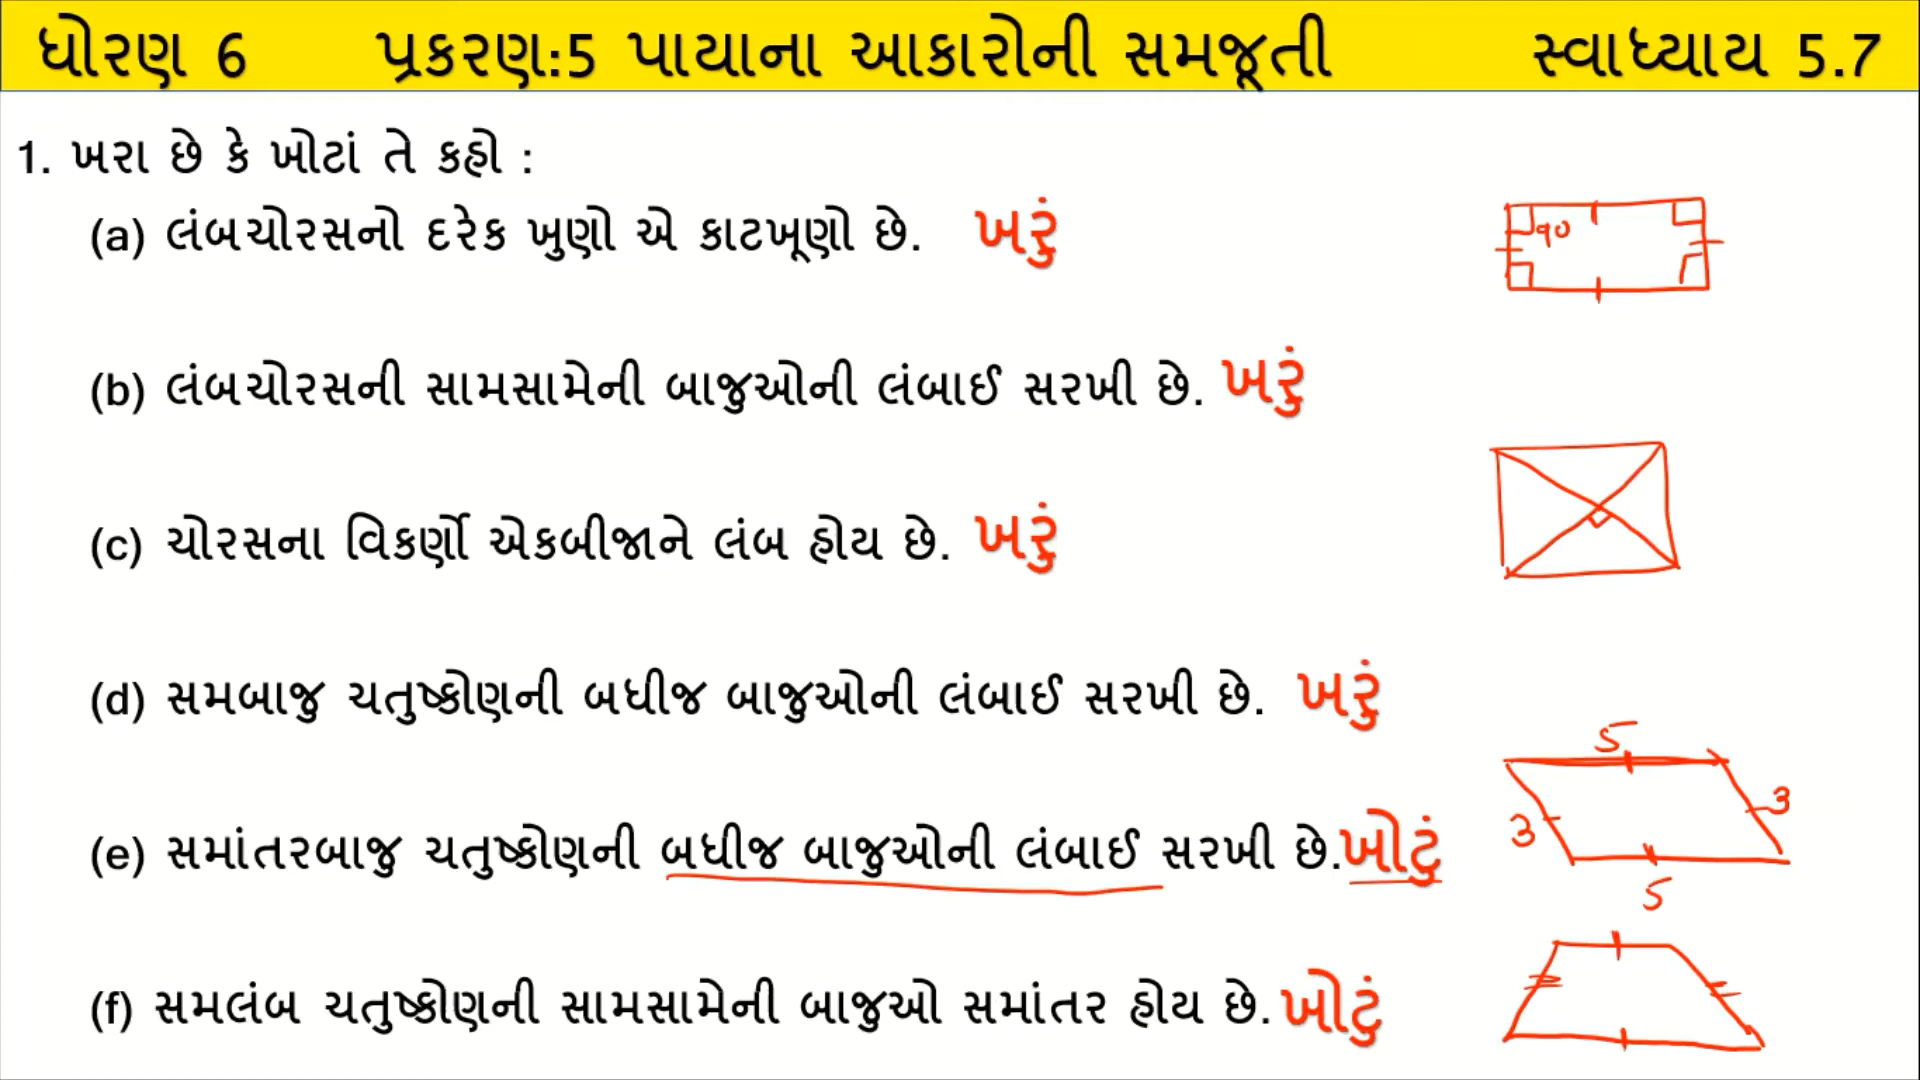 ધોરણ 6 પ્રકરણ:5 પાયાના આકારોની સમજૂતી સ્વાધ્યાય 5.7
1. ખરા છે કે ખોટાં તે કહો :
(a) લંબચોરસનો દરેક ખુણો એ કાટખૂણો છે. ખરું
90
(b) લંબચોરસની સામસામેની બાજુઓની લંબાઈ સરખી છે. ખરું
(c) ચોરસના વિકર્ણો એકબીજાને લંબ હોય છે. ખરું
(d) સમબાજુ ચતુષ્કોણની બધીજ બાજુઓની લંબાઈ સરખી છે. ખરું
5
3 3
(e) સમાંતરબાજુ ચતુષ્કોણની બધીજ બાજુઓની લંબાઈ સરખી છે. ખોટું
5
(f) સમલંબ ચતુષ્કોણની સામસામેની બાજુઓ સમાંતર હોય છે. ખોટું